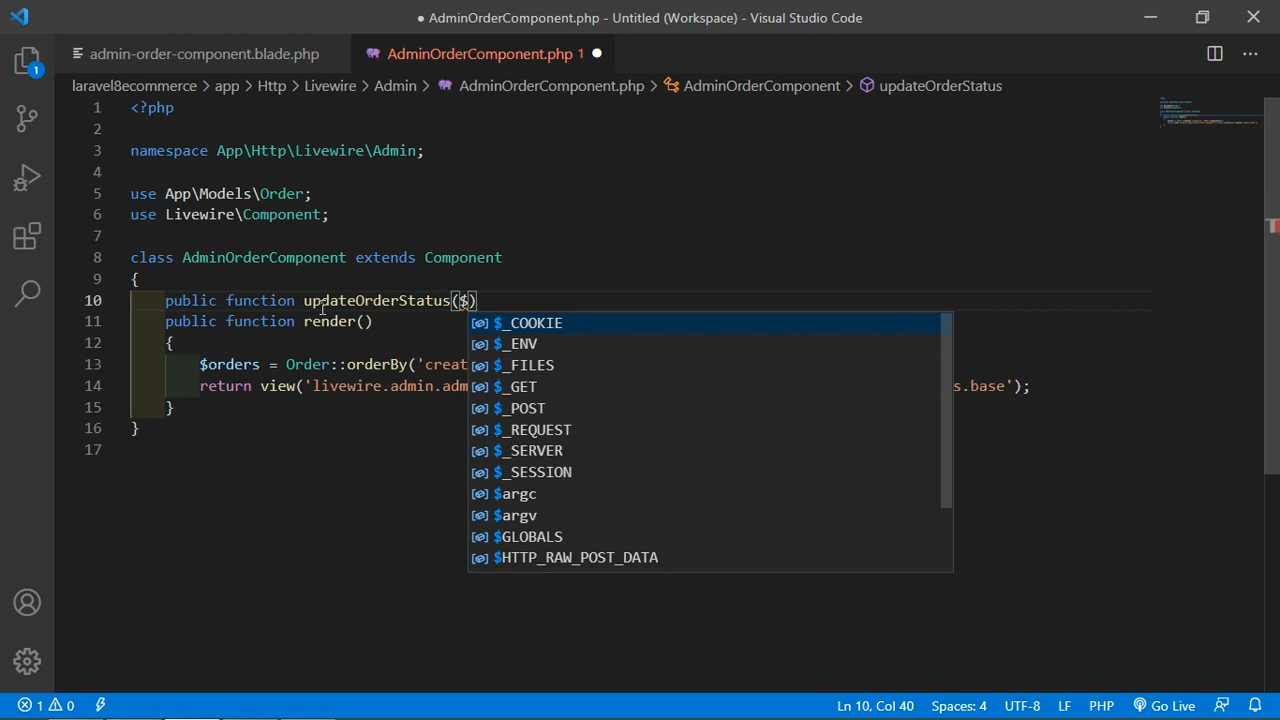 ● AdminOrderComponent.php - Untitled (Workspace) - Visual Studio Code
admin-order-component.blade.php
AdminOrderComponent.php 1 ●
laravel8ecommerce > app > Http > Livewire > Admin > AdminOrderComponent.php > AdminOrderComponent > updateOrderStatus
1 <?php
2
3 namespace App\Http\Livewire\Admin;
4
5 use App\Models\Order;
6 use Livewire\Component;
7
8 class AdminOrderComponent extends Component
9 {
10 public function updateOrderStatus($)
11 public function render()
12 {
13 $orders = Order::orderBy('creat
14 return view('livewire.admin.adm s.base');
15 }
16 }
17
$_COOKIE
$_ENV
$_FILES
$_GET
$_POST
$_REQUEST
$_SERVER
$_SESSION
$argc
$argv
$GLOBALS
$HTTP_RAW_POST_DATA
1
1 0 Ln 10, Col 40 Spaces: 4 UTF-8 LF PHP Go Live